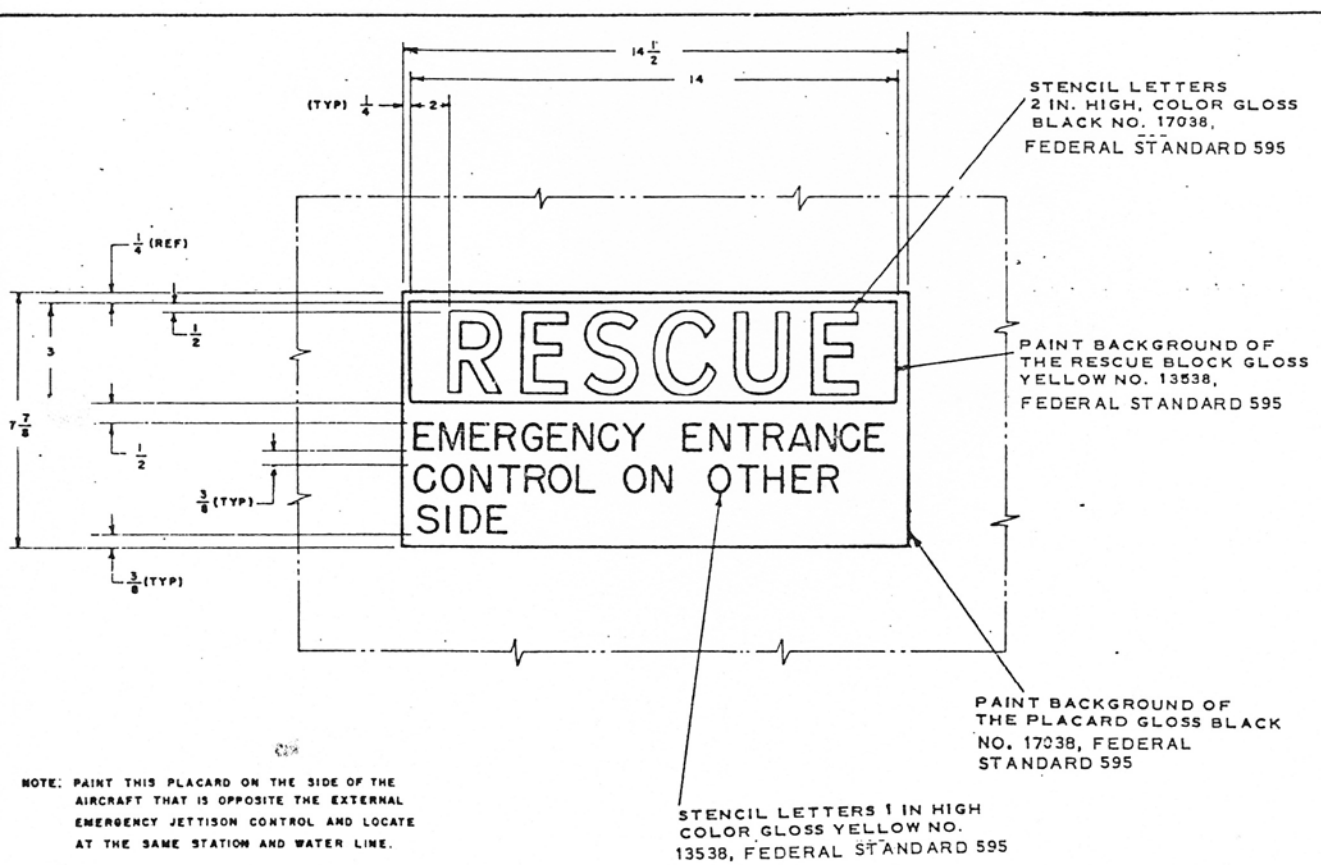 14 1/2
14
(TYP) 1/4
2
STENCIL LETTERS
2 IN. HIGH, COLOR GLOSS
BLACK NO. 17038,
FEDERAL STANDARD 595
1/4 (REF)
1/2
3
7 7/8
RESCUE
PAINT BACKGROUND OF
THE RESCUE BLOCK GLOSS
YELLOW NO. 13538,
FEDERAL STANDARD 595
1/2
EMERGENCY ENTRANCE
CONTROL ON OTHER
SIDE
3/8 (TYP)
3/8 (TYP)
PAINT BACKGROUND OF
THE PLACARD GLOSS BLACK
NO. 17038, FEDERAL
STANDARD 595
NOTE: PAINT THIS PLACARD ON THE SIDE OF THE
AIRCRAFT THAT IS OPPOSITE THE EXTERNAL
EMERGENCY JETTISON CONTROL AND LOCATE
AT THE SAME STATION AND WATER LINE.
STENCIL LETTERS 1 IN HIGH
COLOR GLOSS YELLOW NO.
13538, FEDERAL STANDARD 595